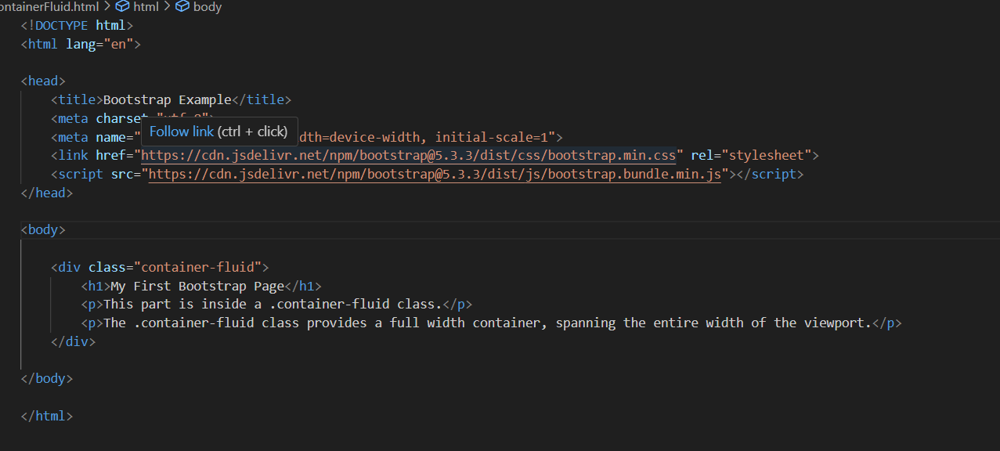 ontainerFluid.html > html > body
<!DOCTYPE html>
<html lang="en">
<head>
<title>Bootstrap Example</title>
<meta charset="utf-8">
Follow link (ctrl + click)
<meta name=" dth=device-width, initial-scale=1">
<link href="https://cdn.jsdelivr.net/npm/bootstrap@5.3.3/dist/css/bootstrap.min.css" rel="stylesheet">
<script src="https://cdn.jsdelivr.net/npm/bootstrap@5.3.3/dist/js/bootstrap.bundle.min.js"></script>
</head>
<body>
<div class="container-fluid">
<h1>My First Bootstrap Page</h1>
<p>This part is inside a .container-fluid class.</p>
<p>The .container-fluid class provides a full width container, spanning the entire width of the viewport.</p>
</div>
</body>
</html>